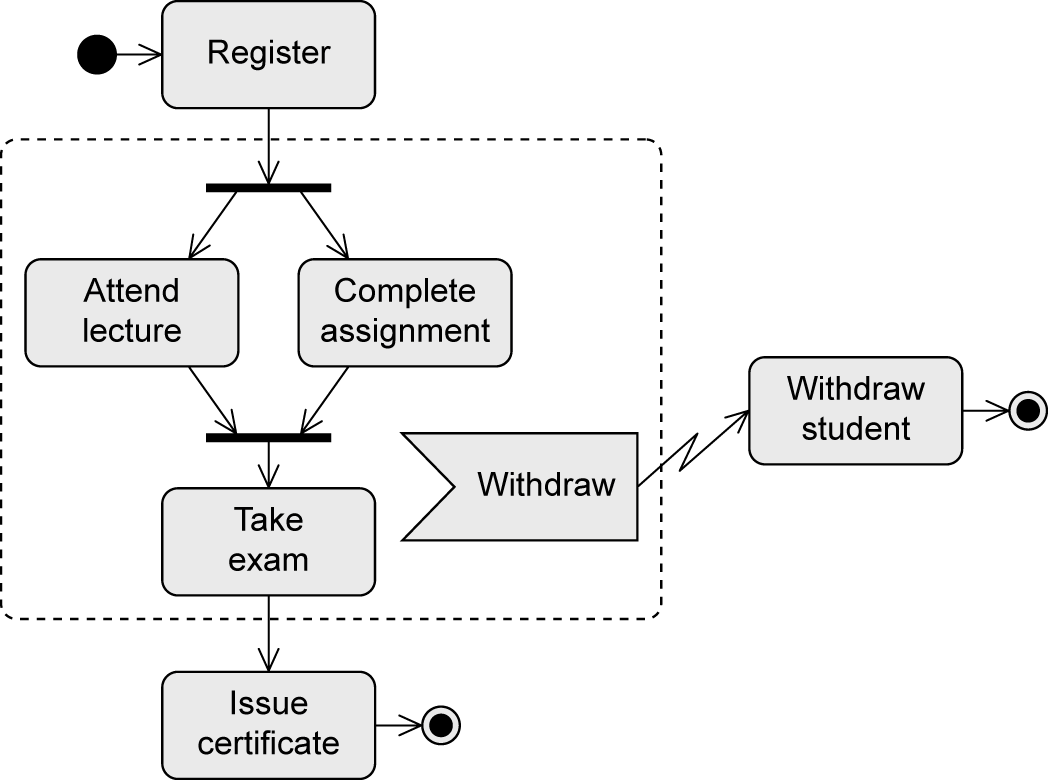 Register
Attend
lecture
Complete
assignment
Withdraw
student
Withdraw
Take
exam
Issue
certificate